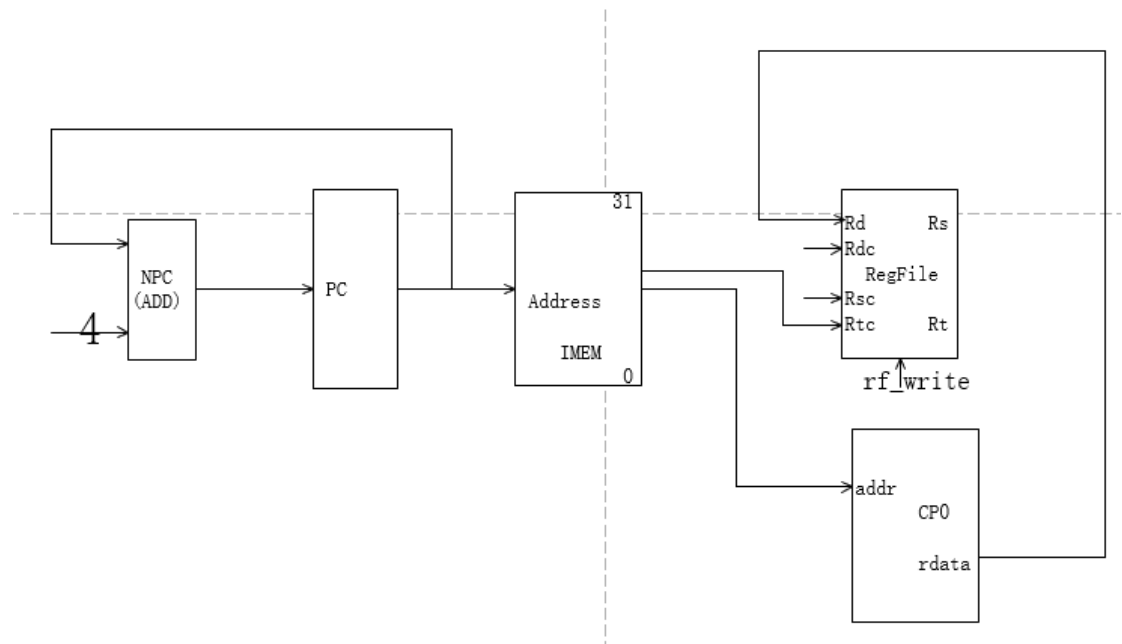 31
Rd
Rs
Rdc
NPC
RegFile
(ADD)
PC
Address
Rsc
4
Rtc
Rt
IMEM
0
rf_write
addr
CP0
rdata